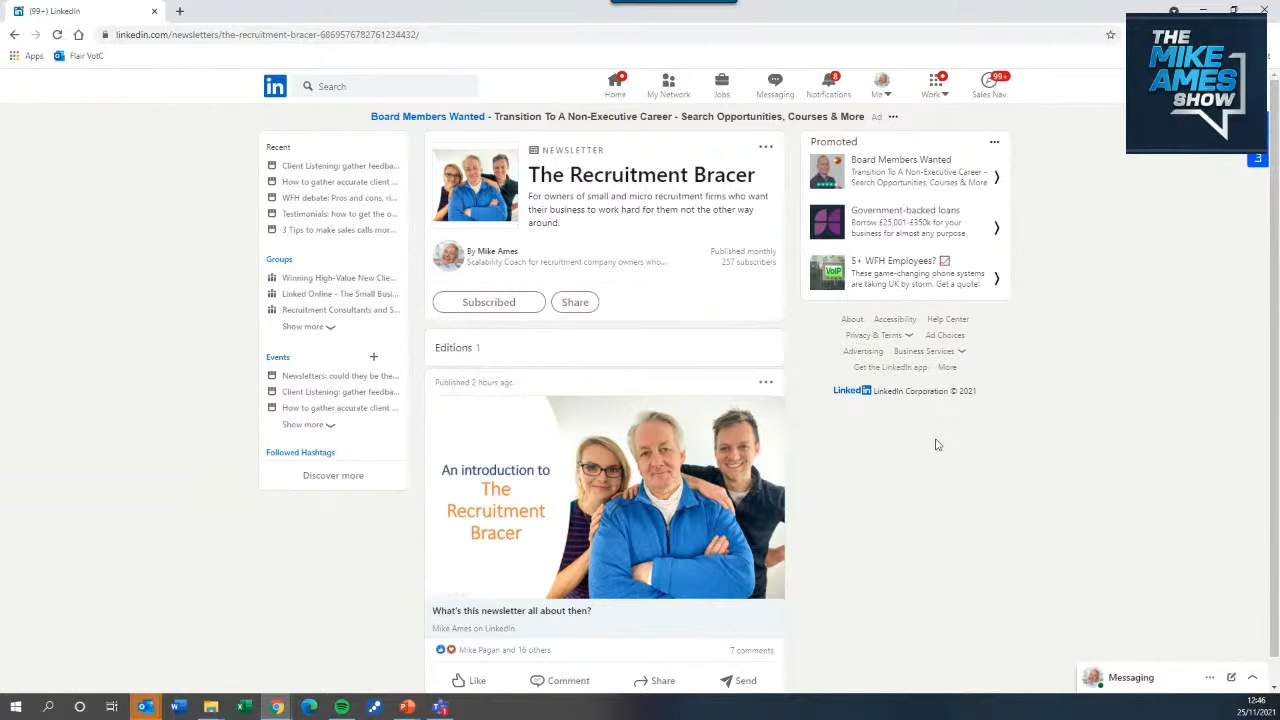 (99+) LinkedIn
linkedin.com/newsletters/the-recruitment-bracer-6869576782761234432/
Apps
Flair VotC
THE
MIKE
AMES
SHOW
Search
Home
My Network
Jobs
Messaging
8
Notifications
Me
Work
99+
Sales Nav
Board Members Wanted - Transition To A Non-Executive Career - Search Opportunities, Courses & More
Ad
Recent
Client Listening: gather feedba...
How to gather accurate client ...
WFH debate: Pros and cons, ri...
Testimonials: how to get the o...
3 Tips to make sales calls mor...
Groups
Winning High-Value New Clie...
Linked Online - The Small Busi...
Recruitment Consultants and S...
Show more
Events
Newsletters: could they be the...
Client Listening: gather feedba...
How to gather accurate client ...
Show more
Followed Hashtags
Discover more
NEWSLETTER
The Recruitment Bracer
For owners of small and micro recruitment firms who want
their business to work hard for them not the other way
around.
By Mike Ames
Scalability Coach for recruitment company owners who...
Published monthly
257 subscribers
Subscribed
Share
Editions 1
Published 2 hours ago
An introduction to
The
Recruitment
Bracer
What's this newsletter all about then?
Mike Ames on LinkedIn
Mike Pagan and 16 others
7 comments
Like
Comment
Share
Send
Promoted
Board Members Wanted
Transition To A Non-Executive Career -
Search Opportunities, Courses & More
Government-backed loans
Borrow £25,001-£350k for your
business for almost any purpose
VoIP
5+ WFH Employees?
These game-changing phone systems
are taking UK by storm. Get a quote!
About
Accessibility
Help Center
Privacy & Terms
Ad Choices
Advertising
Business Services
Get the LinkedIn app
More
LinkedIn LinkedIn Corporation © 2021
Messaging
12:46
25/11/2021